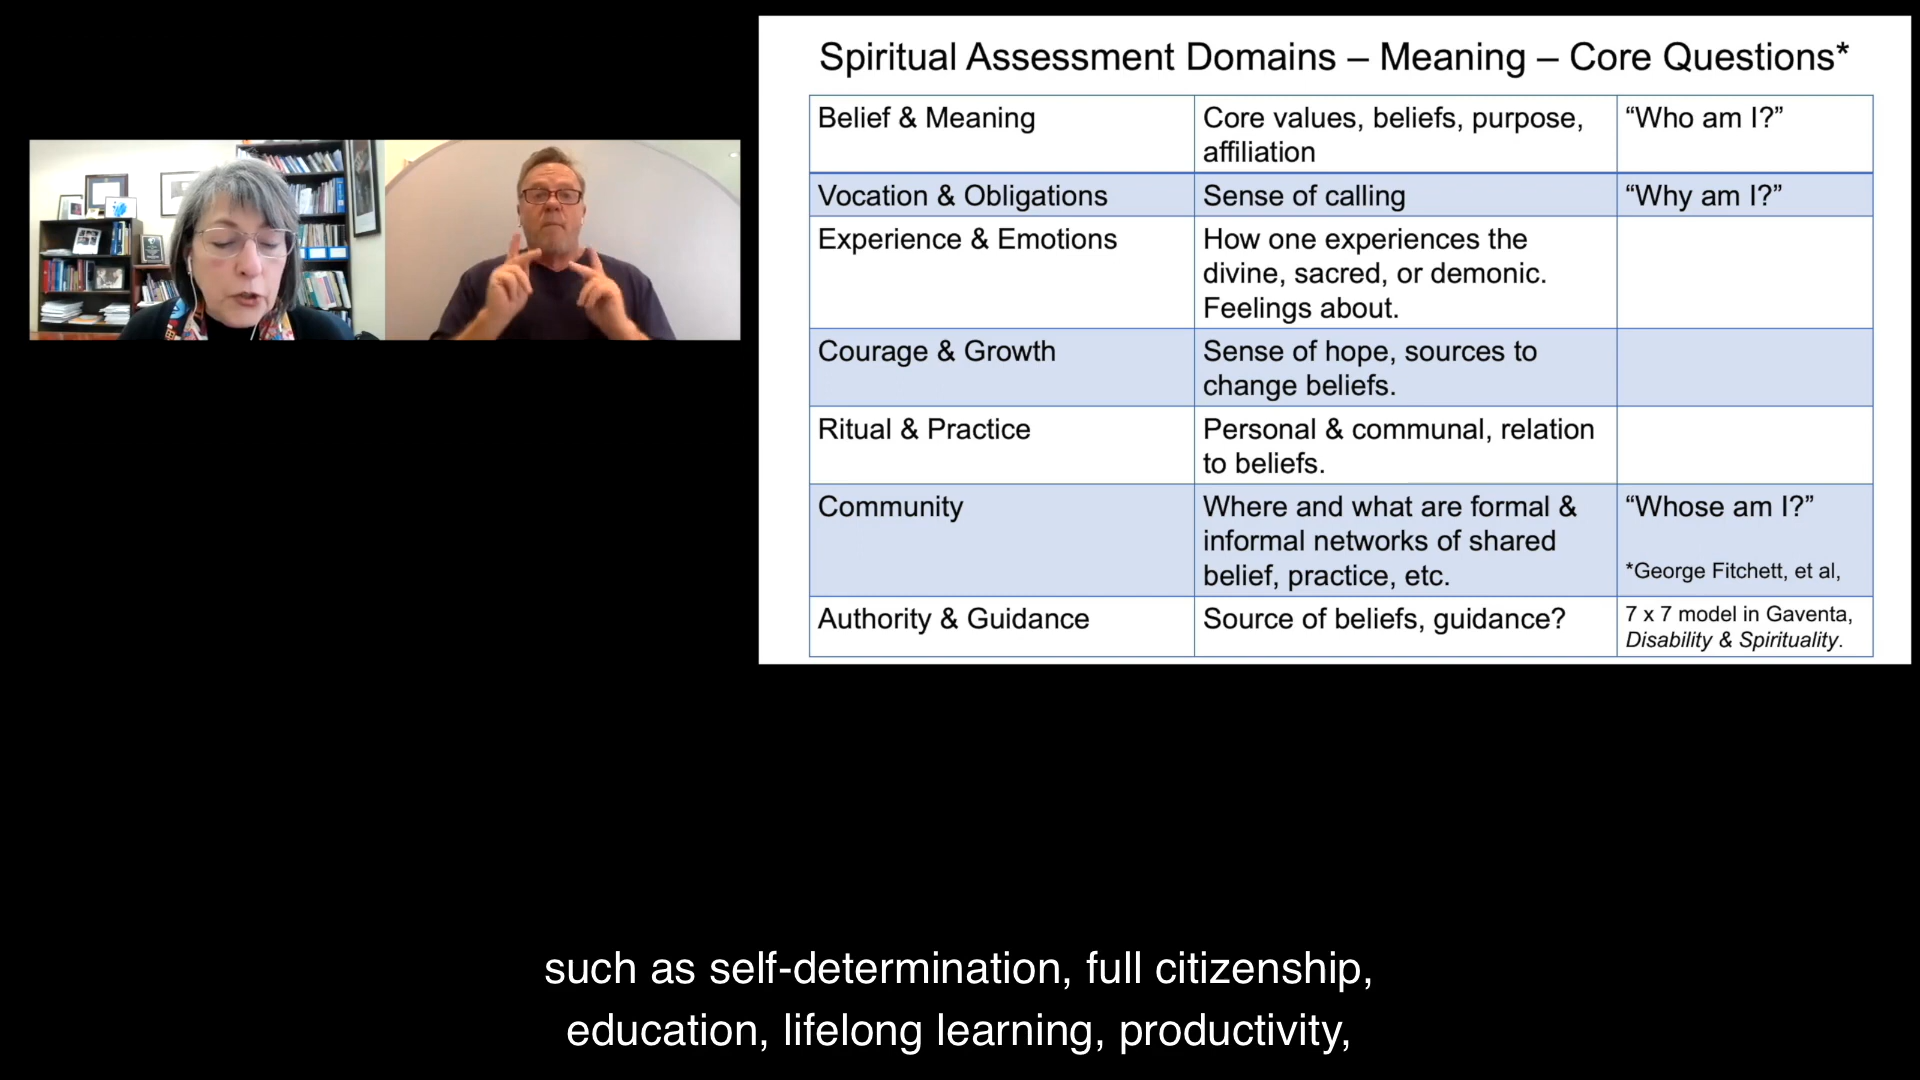 Spiritual Assessment Domains – Meaning – Core Questions*
Belief & Meaning
Core values, beliefs, purpose,
affiliation
“Who am I?”
Vocation & Obligations
Sense of calling
“Why am I?”
Experience & Emotions
How one experiences the
divine, sacred, or demonic.
Feelings about.
Courage & Growth
Sense of hope, sources to
change beliefs.
Ritual & Practice
Personal & communal, relation
to beliefs.
Community
Where and what are formal &
informal networks of shared
belief, practice, etc.
“Whose am I?”
*George Fitchett, et al,
Authority & Guidance
Source of beliefs, guidance?
7 x 7 model in Gaventa,
Disability & Spirituality.
such as self-determination, full citizenship,
education, lifelong learning, productivity,